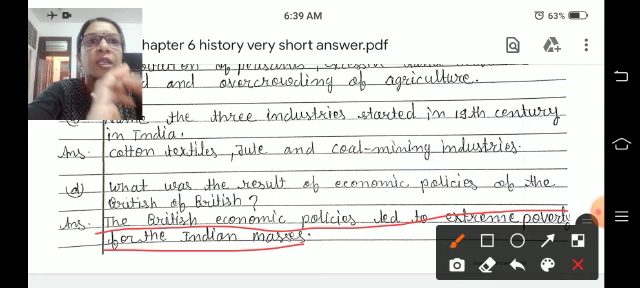 6:39 AM
63%
hapter 6 history very short answer.pdf
and overcrowding of agriculture.
the three industries started in 19th century
in India.
Ans. cotton textiles, Jute and coal-mining industries.
(d) What was the result of economic policies of the
British of British?
Ans. The British economic policies led to extreme poverty
for the Indian masses.